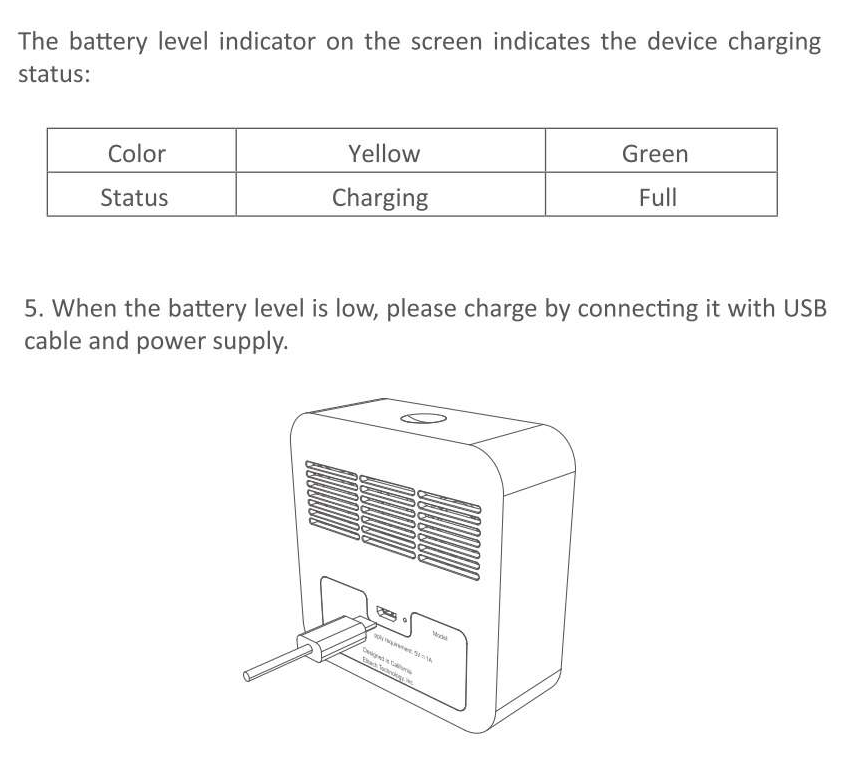 The battery level indicator on the screen indicates the device charging
status:
Color Yellow Green
Status Charging Full
5. When the battery level is low, please charge by connecting it with USB
cable and power supply.
Model
requirement: 5V⎓1A
Designed in California
Elitech Technology, Inc.